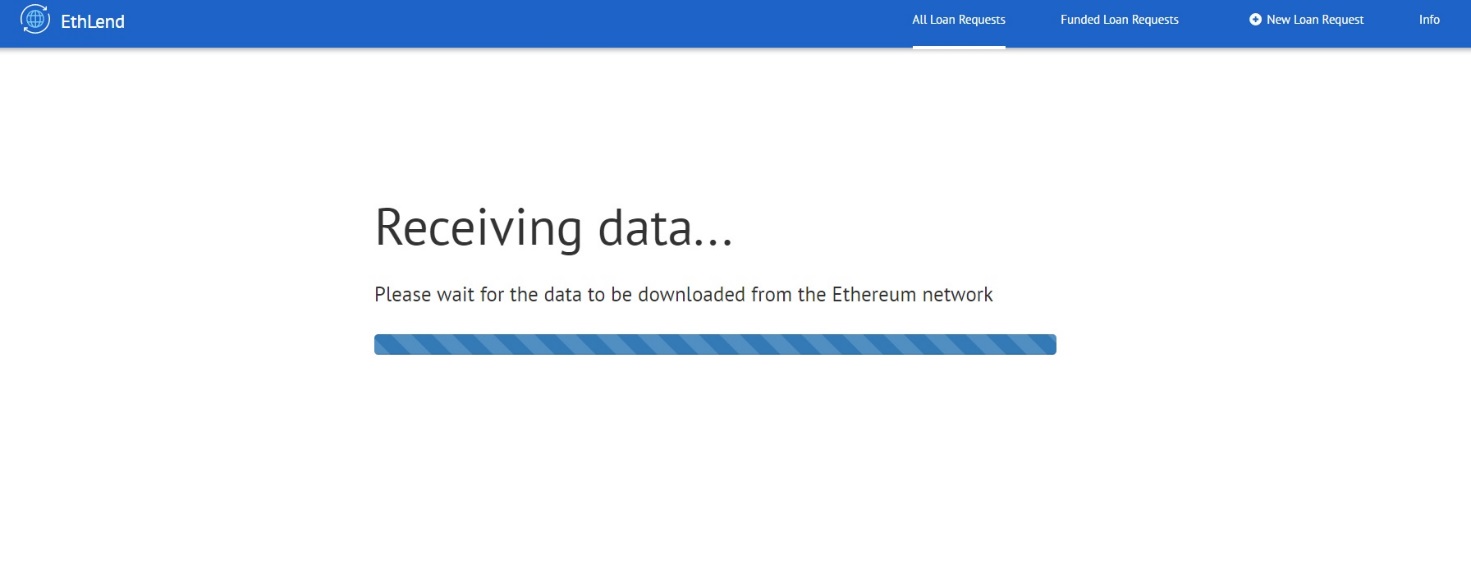 EthLend
All Loan Requests
Funded Loan Requests
New Loan Request
Info
Receiving data...
Please wait for the data to be downloaded from the Ethereum network